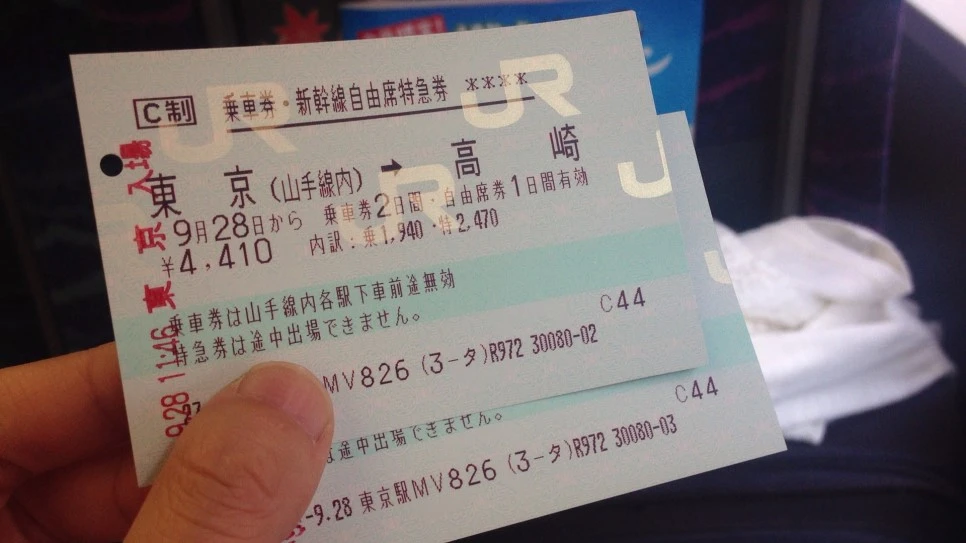 C制 乗車券・新幹線自由席特急券 ****
東京(山手線内) → 高崎
9月28日から 乗車券2日間・自由席券1日間有効
¥4,410 内訳:乗1,940・特2,470
乗車券は山手線内各駅下車前途無効
特急券は途中出場できません。
C44
MV826 (3-タ)R972 30080-02
東京 入場
9.28 11:46
途中出場できません。
C44
-9.28 東京駅MV826 (3-タ)R972 30080-03
JR
JR
JR